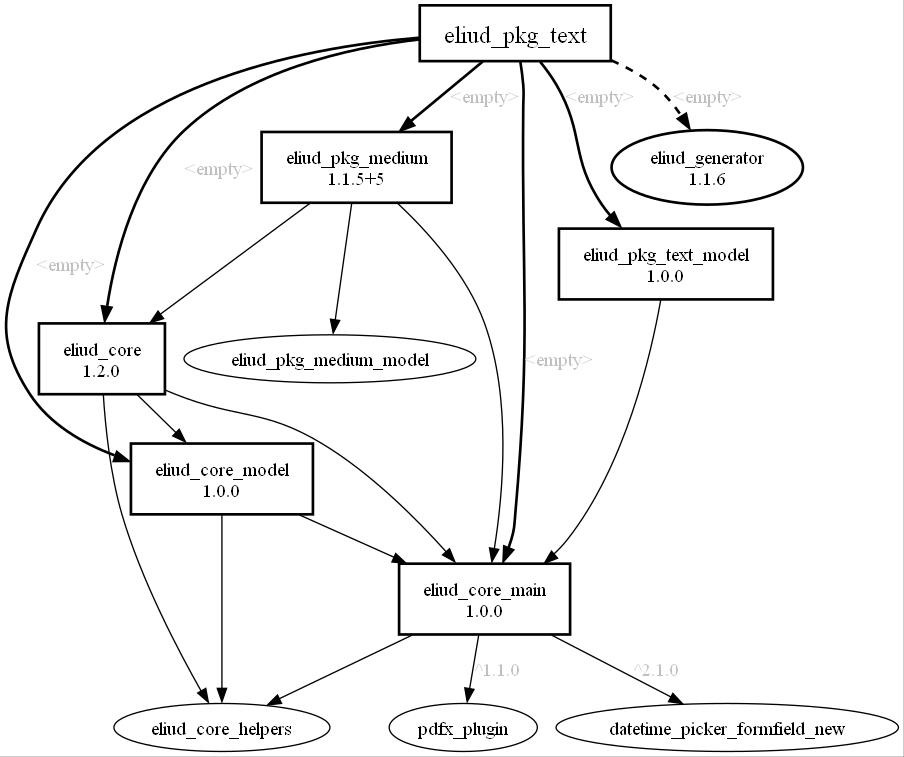 eliud_pkg_text
<empty>
<empty>
<empty>
eliud_pkg_medium
1.1.5+5
eliud_generator
1.1.6
<empty>
eliud_pkg_text_model
1.0.0
<empty>
eliud_core
1.2.0
eliud_pkg_medium_model
<empty>
eliud_core_model
1.0.0
eliud_core_main
1.0.0
^1.1.0
^2.1.0
eliud_core_helpers
pdfx_plugin
datetime_picker_formfield_new